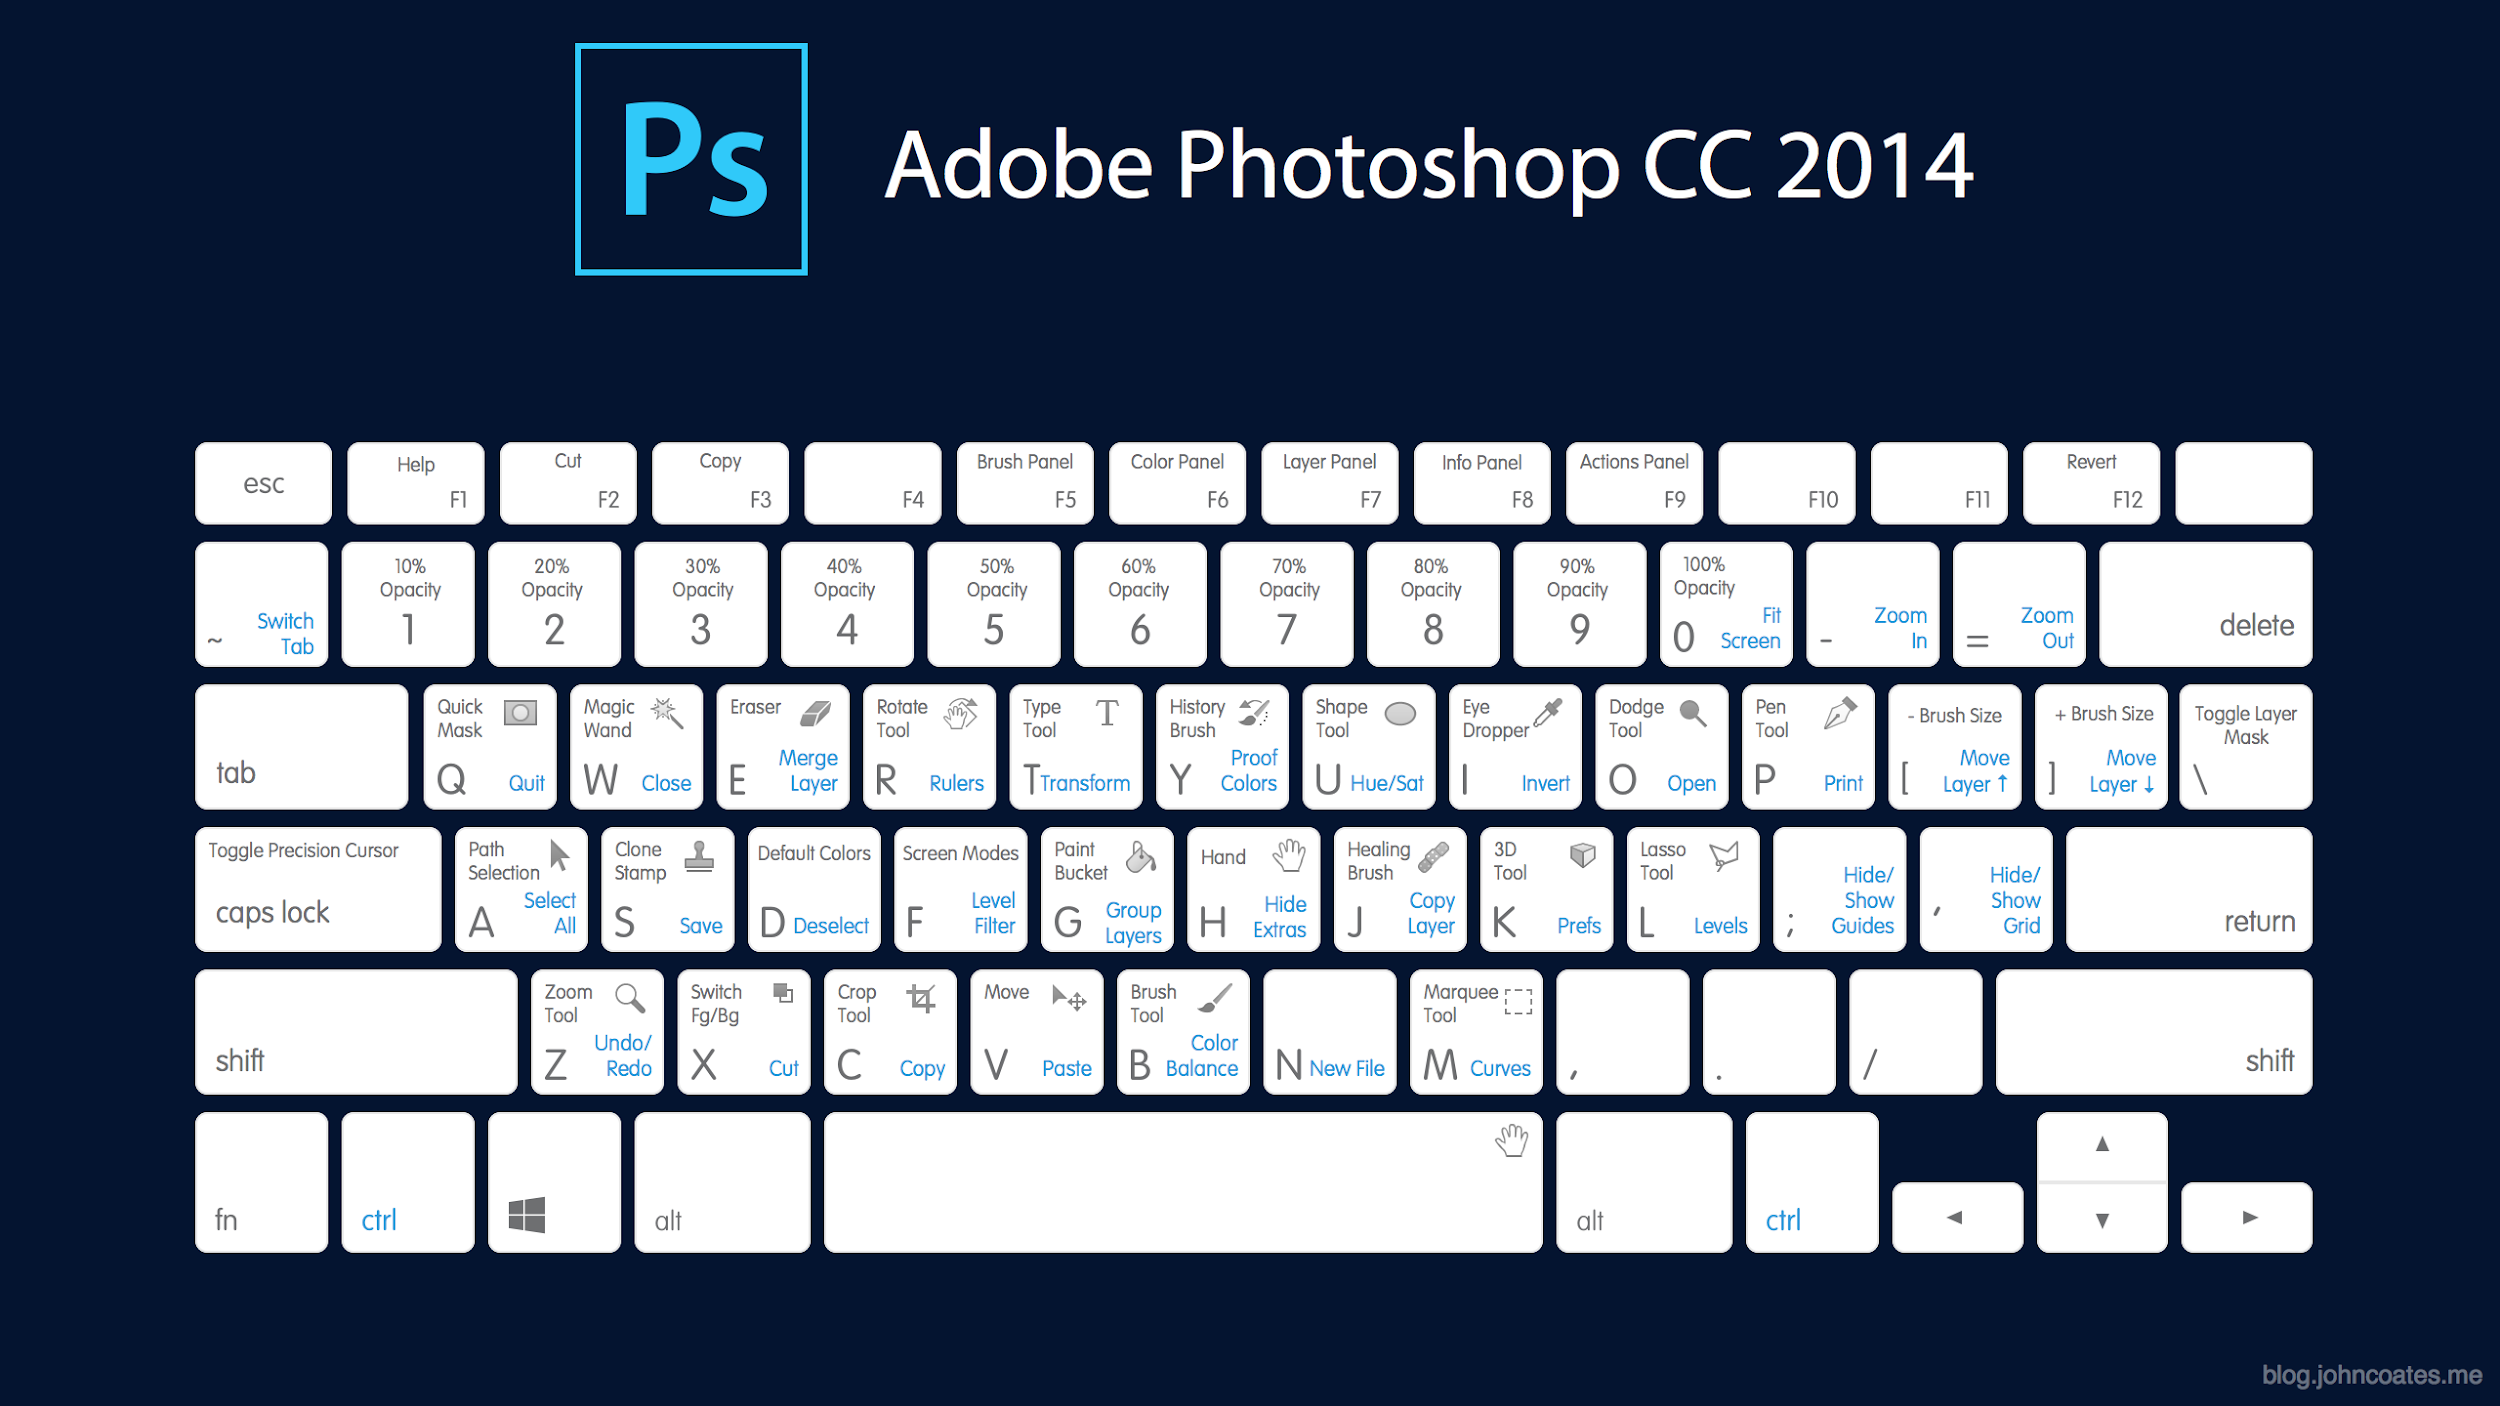 Ps
Adobe Photoshop CC 2014
esc
Help
F1
Cut
F2
Copy
F3
F4
Brush Panel
F5
Color Panel
F6
Layer Panel
F7
Info Panel
F8
Actions Panel
F9
F10
F11
Revert
F12
~
Switch
Tab
10%
Opacity
1
20%
Opacity
2
30%
Opacity
3
40%
Opacity
4
50%
Opacity
5
60%
Opacity
6
70%
Opacity
7
80%
Opacity
8
90%
Opacity
9
100%
Opacity
0
Fit
Screen
-
Zoom
In
=
Zoom
Out
delete
tab
Quick
Mask
Q
Quit
Magic
Wand
W
Close
Eraser
E
Merge
Layer
Rotate
Tool
R
Rulers
Type
Tool
T
Transform
History
Brush
Y
Proof
Colors
Shape
Tool
U
Hue/Sat
Eye
Dropper
I
Invert
Dodge
Tool
O
Open
Pen
Tool
P
Print
- Brush Size
[
Move
Layer ↑
+ Brush Size
]
Move
Layer ↓
Toggle Layer
Mask
\
Toggle Precision Cursor
caps lock
Path
Selection
A
Select
All
Clone
Stamp
S
Save
Default Colors
D
Deselect
Screen Modes
F
Level
Filter
Paint
Bucket
G
Group
Layers
Hand
H
Hide
Extras
Healing
Brush
J
Copy
Layer
3D
Tool
K
Prefs
Lasso
Tool
L
Levels
;
Hide/
Show
Guides
'
Hide/
Show
Grid
return
shift
Zoom
Tool
Z
Undo/
Redo
Switch
Fg/Bg
X
Cut
Crop
Tool
C
Copy
Move
V
Paste
Brush
Tool
B
Color
Balance
N
New File
Marquee
Tool
M
Curves
,
.
/
shift
fn
ctrl
alt
alt
ctrl
blog.johncoates.me